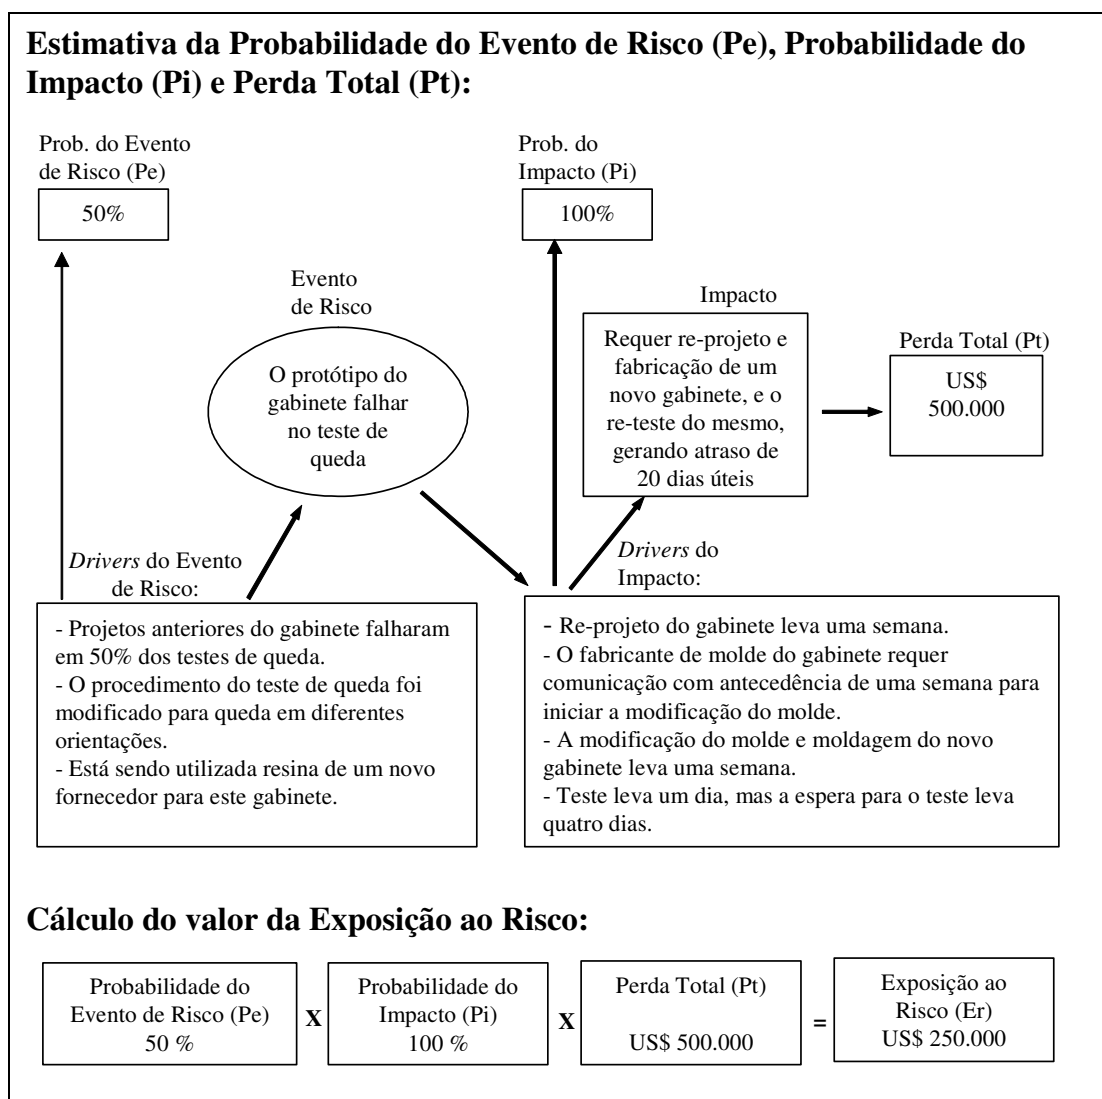 Estimativa da Probabilidade do Evento de Risco (Pe), Probabilidade do
Impacto (Pi) e Perda Total (Pt):
Prob. do Evento
de Risco (Pe)
50%
Prob. do
Impacto (Pi)
100%
Evento
de Risco
O protótipo do
gabinete falhar
no teste de
queda
Impacto
Requer re-projeto e
fabricação de um
novo gabinete, e o
re-teste do mesmo,
gerando atraso de
20 dias úteis
Perda Total (Pt)
US$
500.000
Drivers do Evento
de Risco:
- Projetos anteriores do gabinete falharam
em 50% dos testes de queda.
- O procedimento do teste de queda foi
modificado para queda em diferentes
orientações.
- Está sendo utilizada resina de um novo
fornecedor para este gabinete.
Drivers do
Impacto:
- Re-projeto do gabinete leva uma semana.
- O fabricante de molde do gabinete requer
comunicação com antecedência de uma semana para
iniciar a modificação do molde.
- A modificação do molde e moldagem do novo
gabinete leva uma semana.
- Teste leva um dia, mas a espera para o teste leva
quatro dias.
Cálculo do valor da Exposição ao Risco:
Probabilidade do
Evento de Risco (Pe)
50 %
X
Probabilidade do
Impacto (Pi)
100 %
X
Perda Total (Pt)
US$ 500.000
=
Exposição ao
Risco (Er)
US$ 250.000